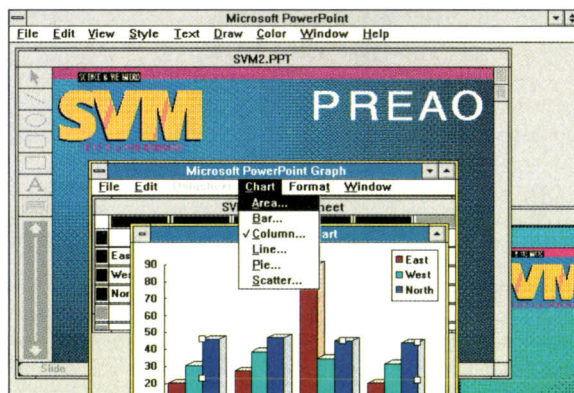 Microsoft PowerPoint
File Edit View Style Text Draw Color Window Help
SVM2.PPT
SVM
PREAO
Microsoft PowerPoint Graph
File Edit Chart Format Window
Area...
Bar...
✓ Column...
Line...
Pie...
Scatter...
East
West
North
90
80
70
60
50
40
30
20
A
Slide